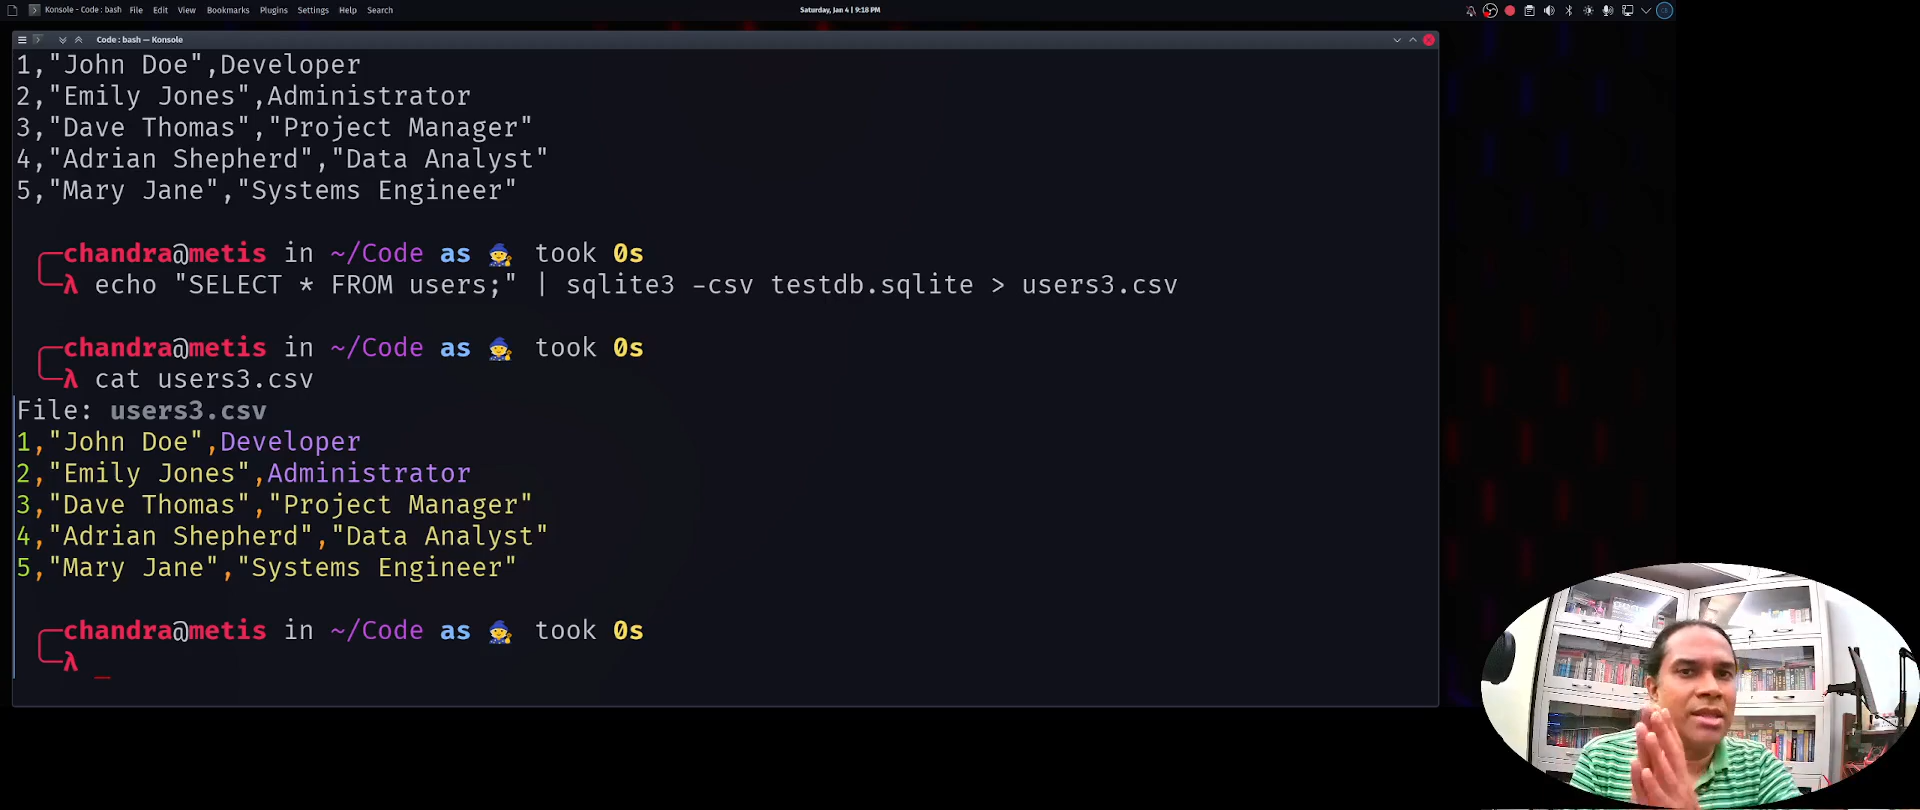 Konsole - Code : bash File Edit View Bookmarks Plugins Settings Help Search Saturday, Jan 4 | 9:18 PM
Code : bash — Konsole
1,"John Doe",Developer
2,"Emily Jones",Administrator
3,"Dave Thomas","Project Manager"
4,"Adrian Shepherd","Data Analyst"
5,"Mary Jane","Systems Engineer"
chandra@metis in ~/Code as took 0s
λ echo "SELECT * FROM users;" | sqlite3 -csv testdb.sqlite > users3.csv
chandra@metis in ~/Code as took 0s
λ cat users3.csv
File: users3.csv
1,"John Doe",Developer
2,"Emily Jones",Administrator
3,"Dave Thomas","Project Manager"
4,"Adrian Shepherd","Data Analyst"
5,"Mary Jane","Systems Engineer"
chandra@metis in ~/Code as took 0s
λ _